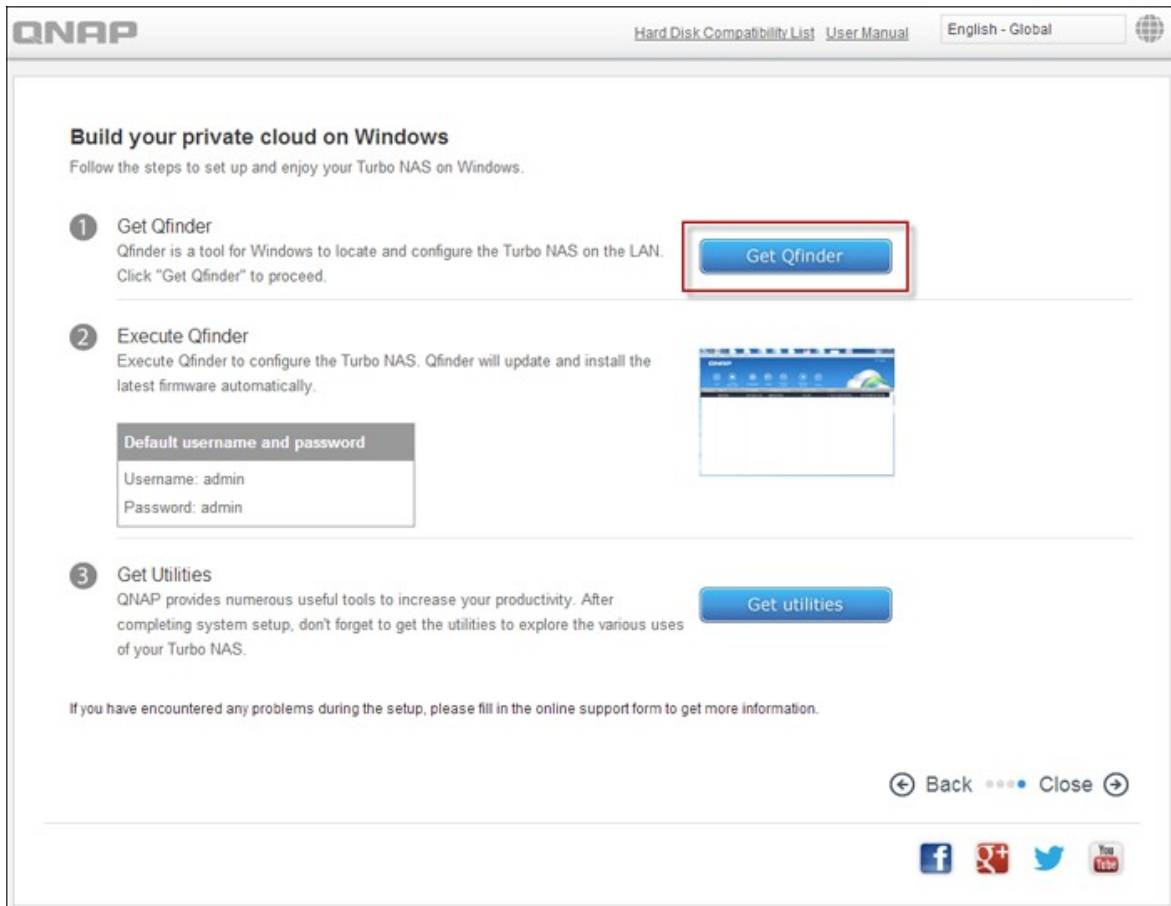 QNAP
Hard Disk Compatibility List User Manual English - Global
Build your private cloud on Windows
Follow the steps to set up and enjoy your Turbo NAS on Windows.
1 Get Qfinder
Qfinder is a tool for Windows to locate and configure the Turbo NAS on the LAN.
Click "Get Qfinder" to proceed.
Get Qfinder
2 Execute Qfinder
Execute Qfinder to configure the Turbo NAS. Qfinder will update and install the
latest firmware automatically.
QNAP
Default username and password
Username: admin
Password: admin
3 Get Utilities
QNAP provides numerous useful tools to increase your productivity. After
completing system setup, don't forget to get the utilities to explore the various uses
of your Turbo NAS.
Get utilities
If you have encountered any problems during the setup, please fill in the online support form to get more information.
Back Close
f g+ You
Tube